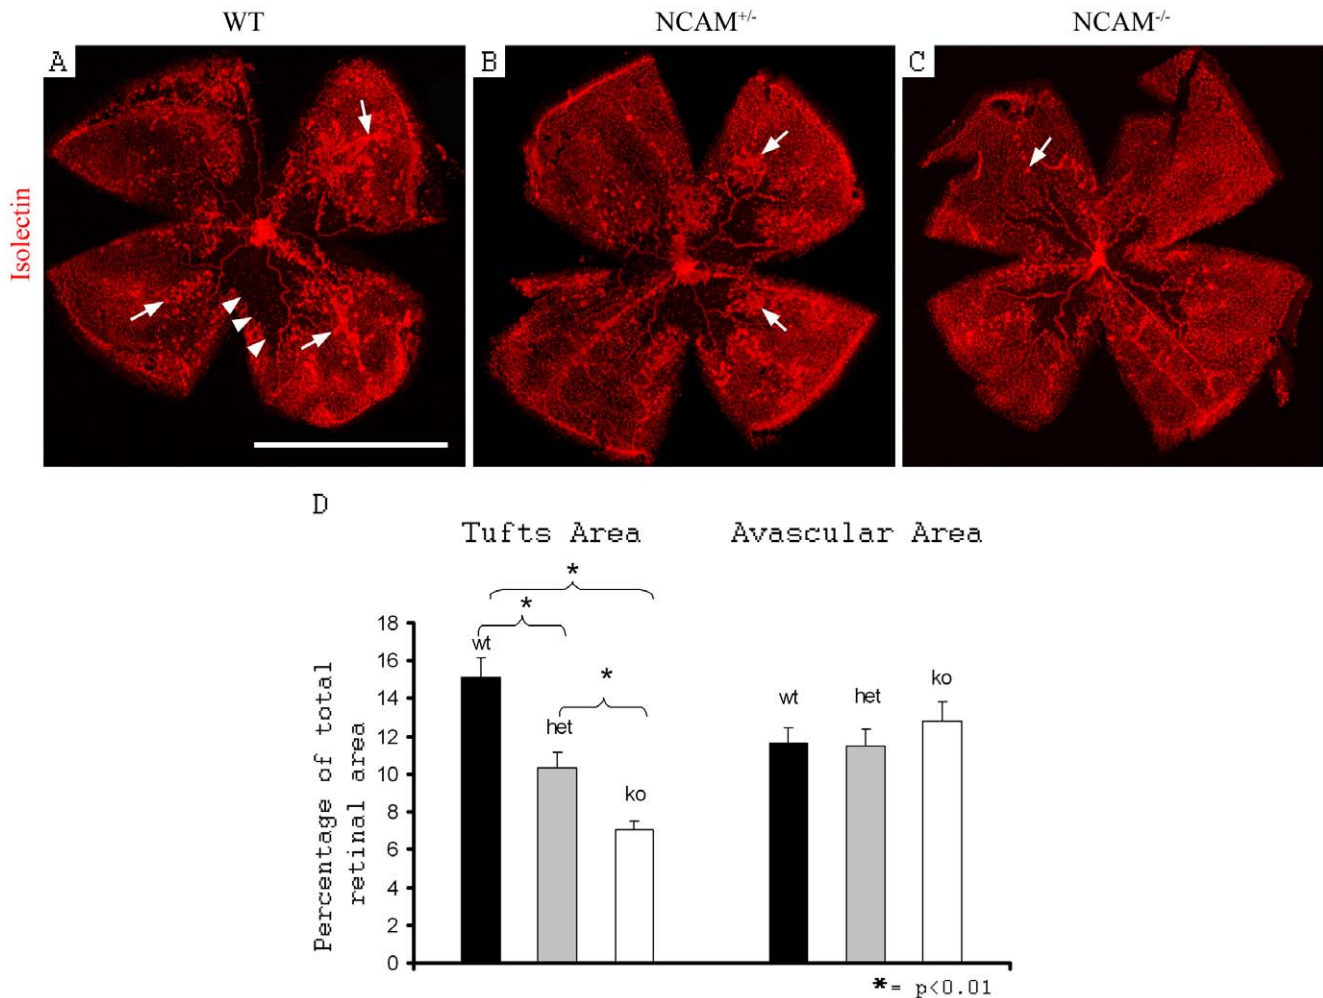 WT
NCAM+/-
NCAM-/-
A
B
C
Isolectin
D
Tufts Area
Avascular Area
*
*
*
Percentage of total
retinal area
18
16
14
12
10
8
6
4
2
0
wt
het
ko
wt
het
ko
*= p<0.01